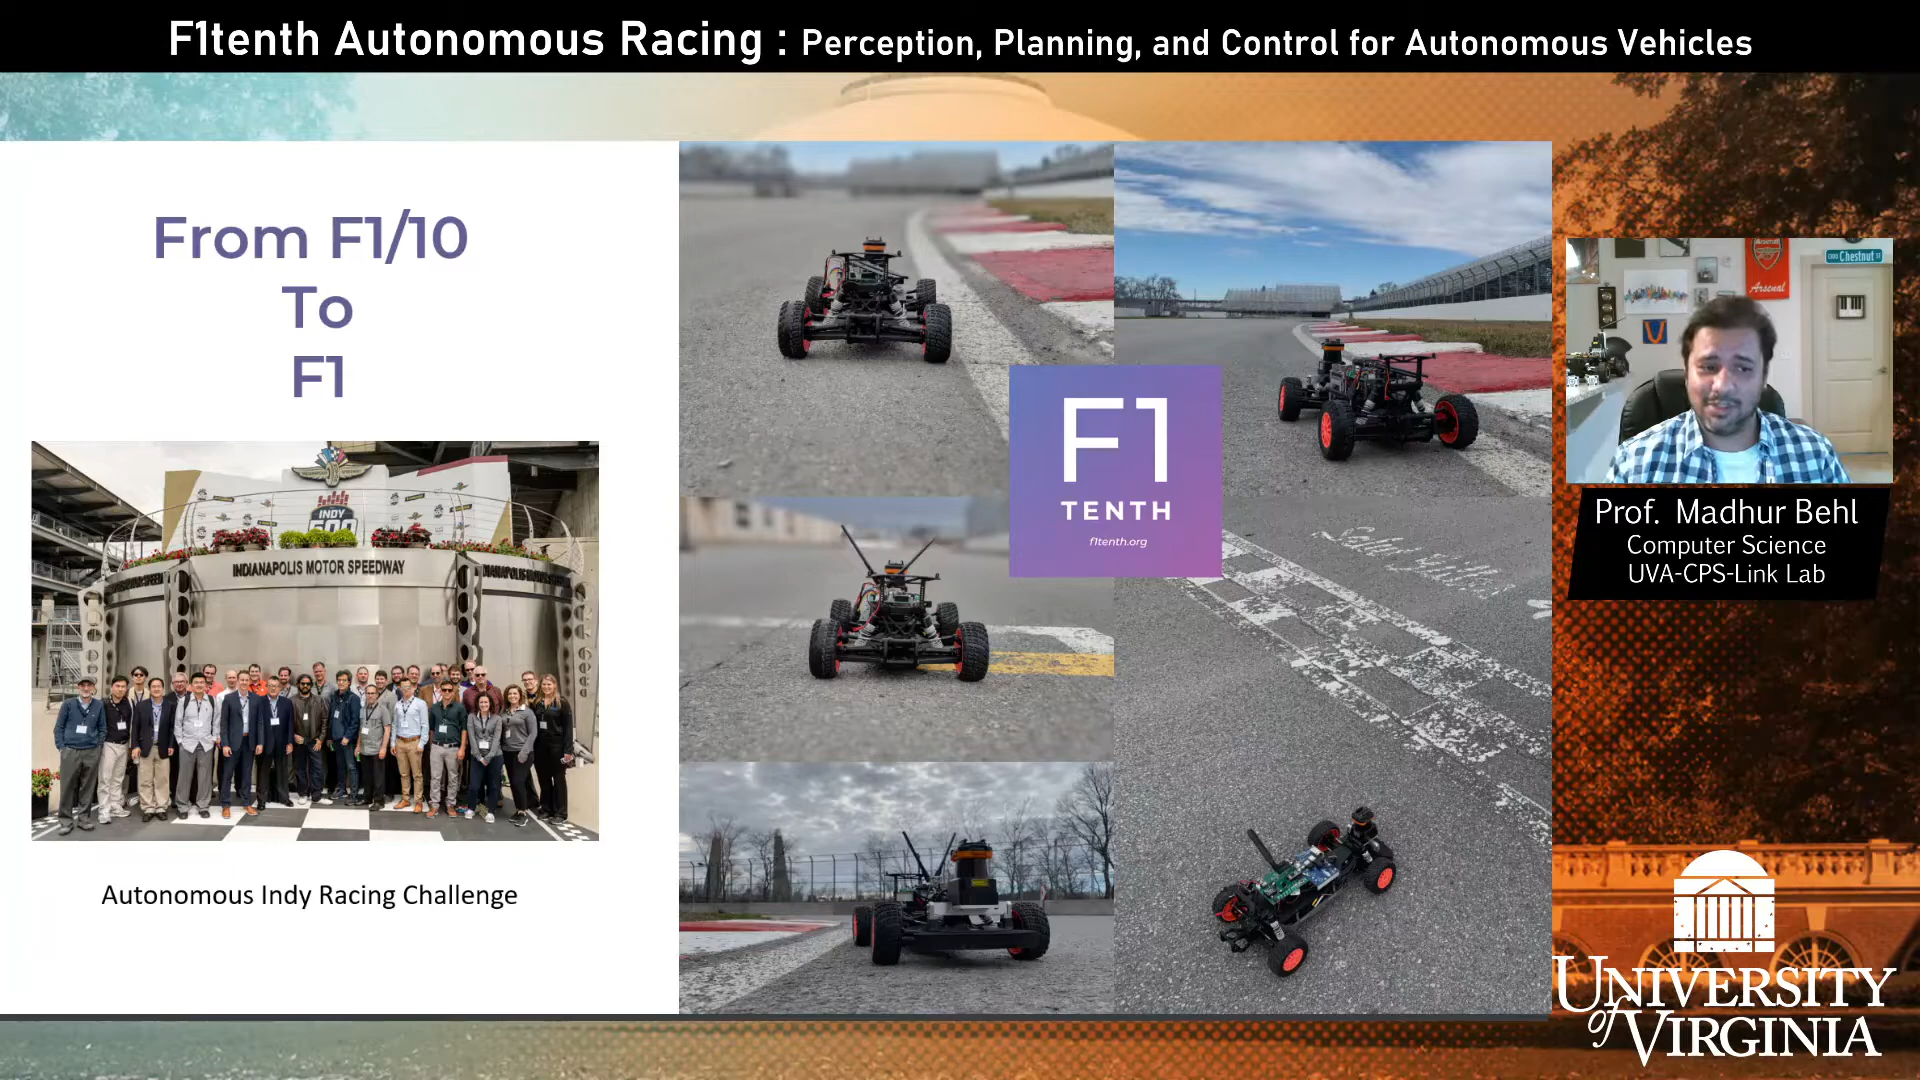 F1tenth Autonomous Racing : Perception, Planning, and Control for Autonomous Vehicles
From F1/10
To
F1
INDY
500
INDIANAPOLIS MOTOR SPEEDWAY
Autonomous Indy Racing Challenge
F1
TENTH
f1tenth.org
Arsenal
Chestnut ST
Prof. Madhur Behl
Computer Science
UVA-CPS-Link Lab
UNIVERSITY
of VIRGINIA